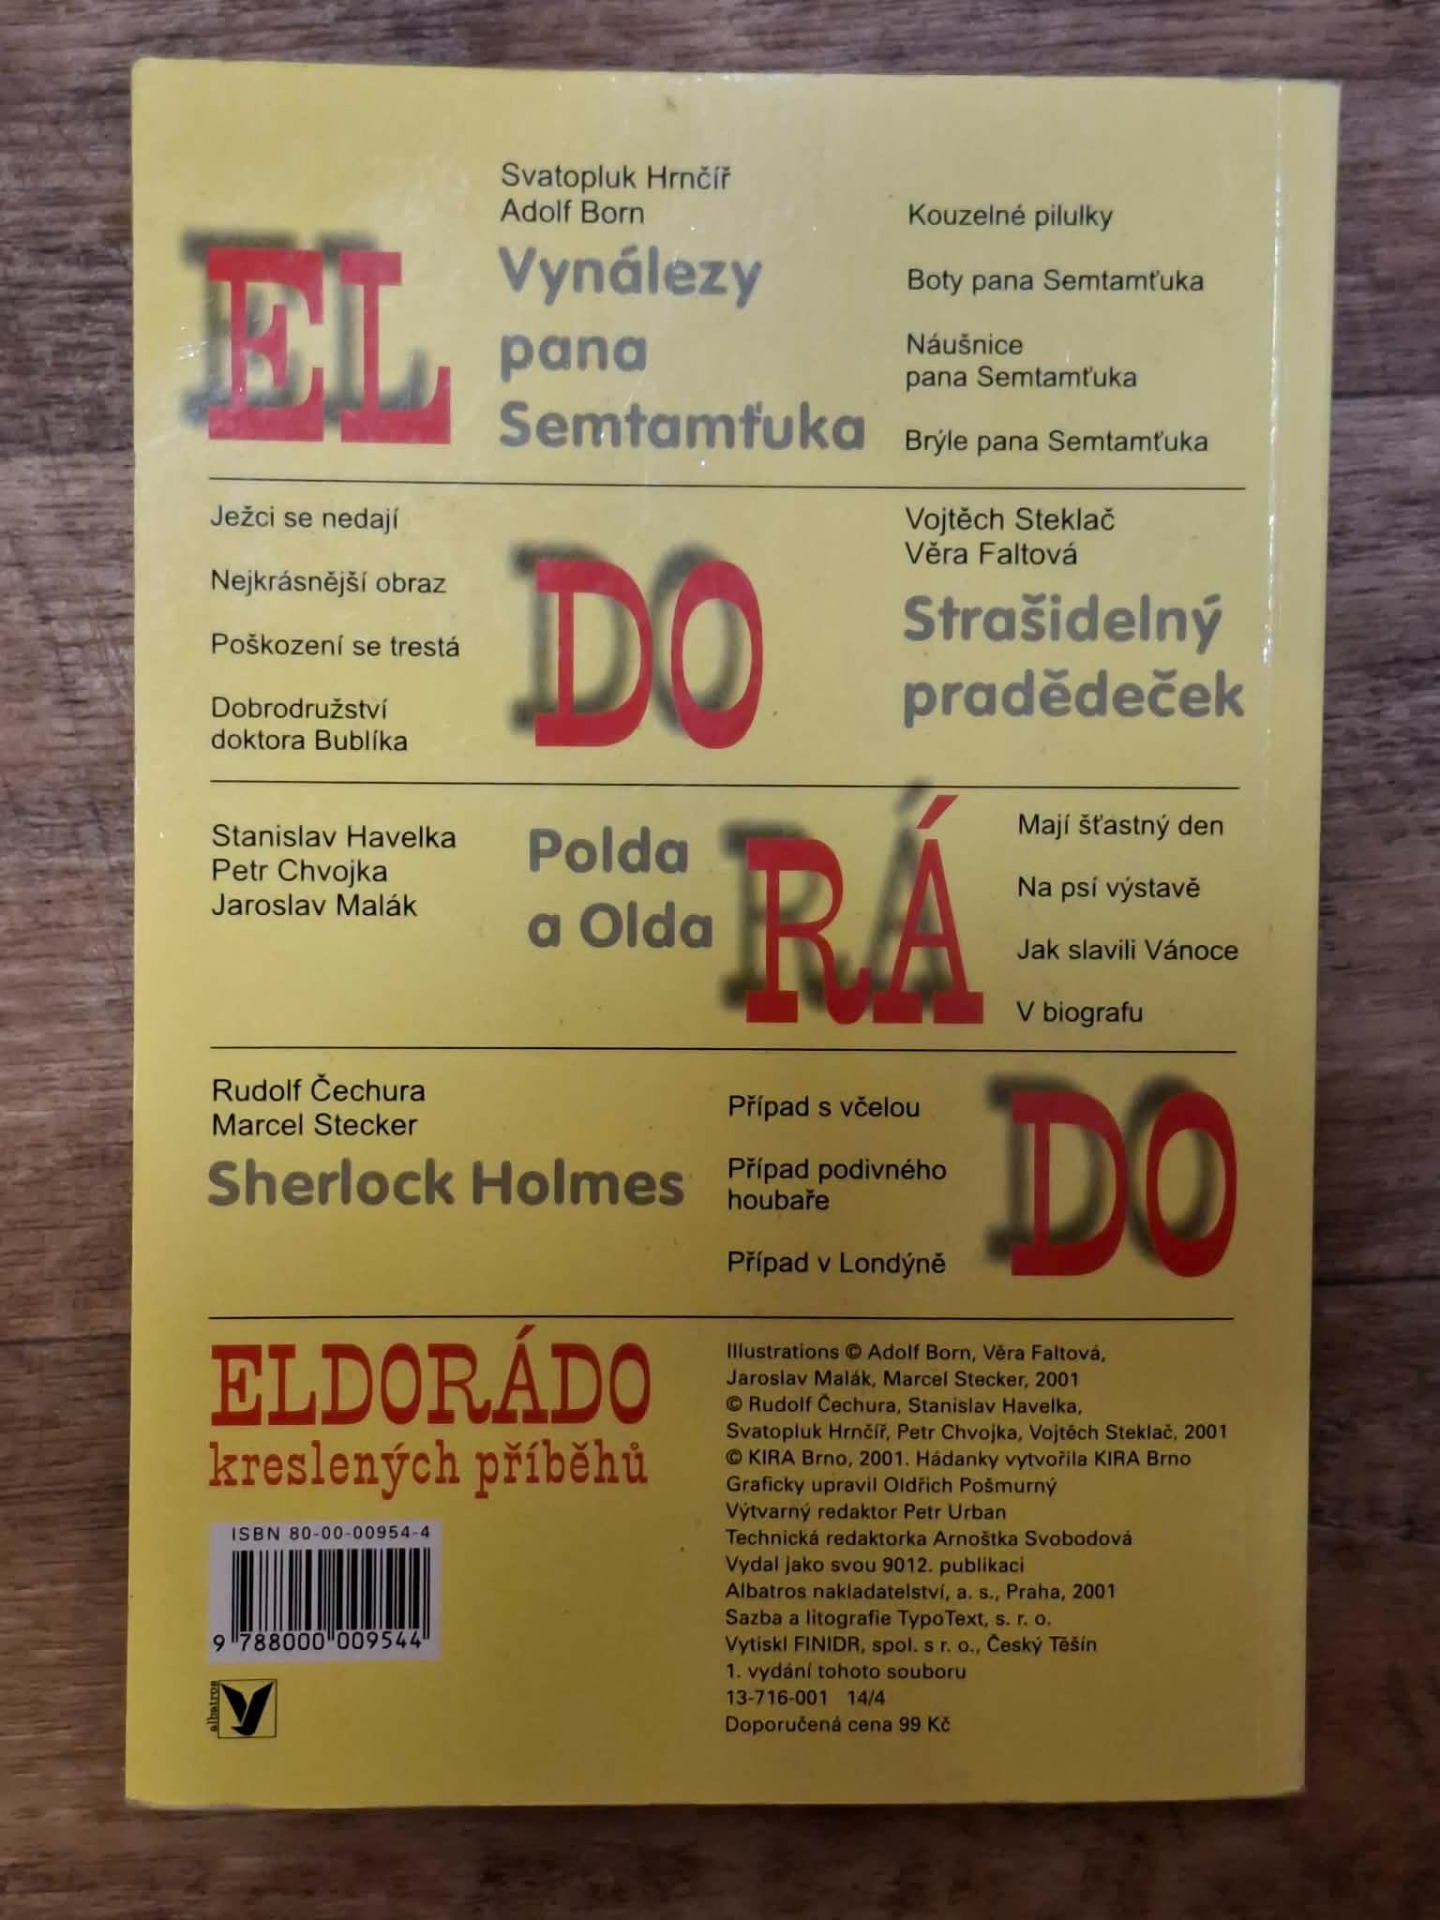 EL
Svatopluk Hrnčíř
Adolf Born
Vynálezy
pana
Semtamťuka
Kouzelné pilulky
Boty pana Semtamťuka
Náušnice
pana Semtamťuka
Brýle pana Semtamťuka
Ježci se nedají
Nejkrásnější obraz
Poškození se trestá
Dobrodružství
doktora Bublíka
DO
Vojtěch Steklač
Věra Faltová
Strašidelný
pradědeček
Stanislav Havelka
Petr Chvojka
Jaroslav Malák
Polda
a Olda
RÁ
Mají šťastný den
Na psí výstavě
Jak slavili Vánoce
V biografu
Rudolf Čechura
Marcel Stecker
Sherlock Holmes
Případ s včelou
Případ podivného
houbaře
Případ v Londýně
DO
ELDORÁDO
kreslených příběhů
ISBN 80-00-00954-4
9 788000 009544
albatros
Illustrations © Adolf Born, Věra Faltová,
Jaroslav Malák, Marcel Stecker, 2001
© Rudolf Čechura, Stanislav Havelka,
Svatopluk Hrnčíř, Petr Chvojka, Vojtěch Steklač, 2001
© KIRA Brno, 2001. Hádanky vytvořila KIRA Brno
Graficky upravil Oldřich Pošmurný
Výtvarný redaktor Petr Urban
Technická redaktorka Arnoštka Svobodová
Vydal jako svou 9012. publikaci
Albatros nakladatelství, a. s., Praha, 2001
Sazba a litografie TypoText, s. r. o.
Vytiskl FINIDR, spol. s r. o., Český Těšín
1. vydání tohoto souboru
13-716-001 14/4
Doporučená cena 99 Kč